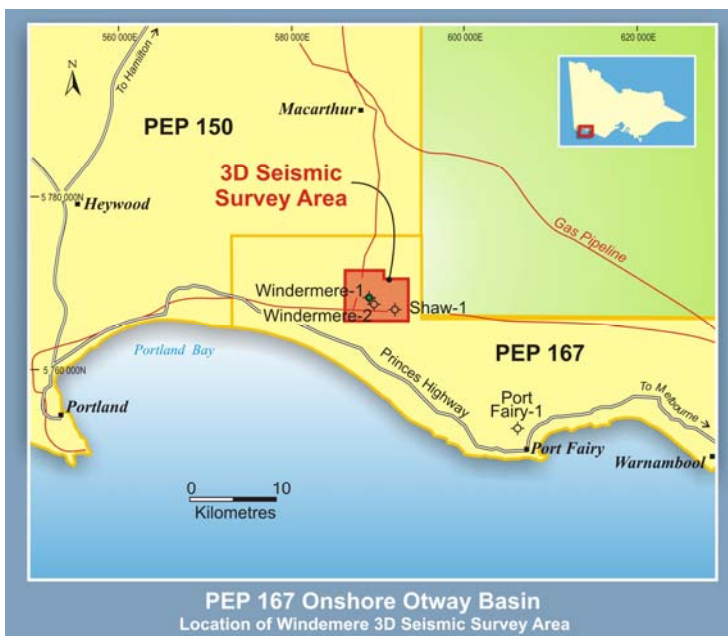 560 000E
580 000E
600 000E
620 000E
To Hamilton
N
Macarthur
PEP 150
3D Seismic
Survey Area
5 780 000N
Heywood
Gas Pipeline
Windermere-1
Windermere-2
Shaw-1
PEP 167
Portland Bay
5 760 000N
Princes Highway
To Melbourne
Port
Fairy-1
Portland
Port Fairy
Warnambool
0
10
Kilometres
PEP 167 Onshore Otway Basin
Location of Windemere 3D Seismic Survey Area